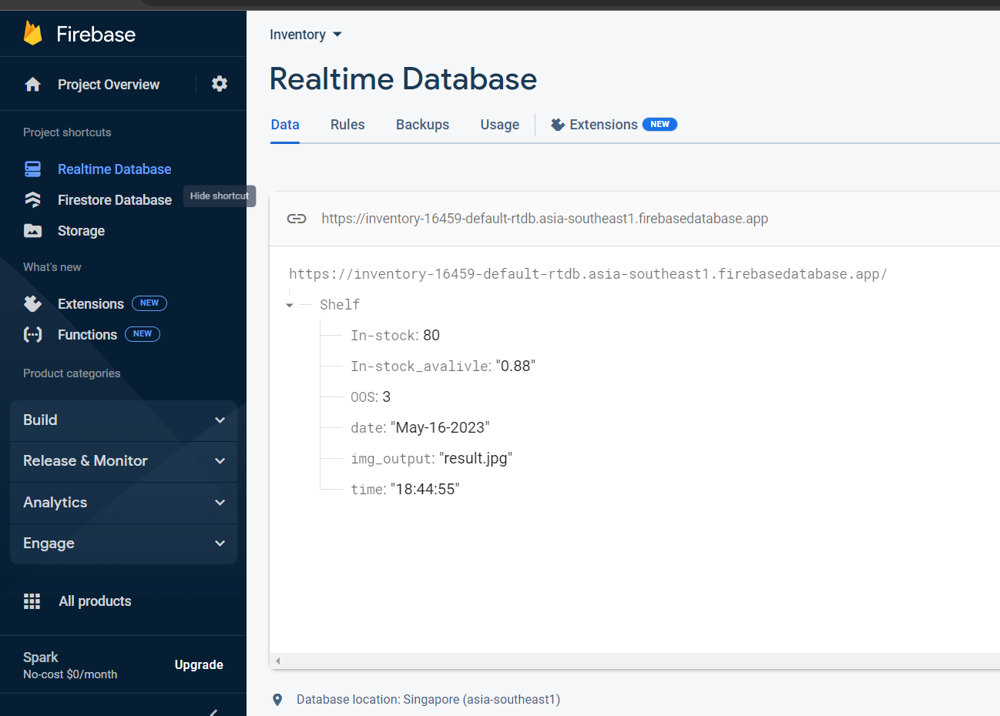 Firebase
Project Overview
Project shortcuts
Realtime Database
Firestore Database
Hide shortcut
Storage
What's new
Extensions NEW
Functions NEW
Product categories
Build
Release & Monitor
Analytics
Engage
All products
Spark
No-cost $0/month
Upgrade
Inventory
Realtime Database
Data Rules Backups Usage Extensions NEW
https://inventory-16459-default-rtdb.asia-southeast1.firebasedatabase.app
https://inventory-16459-default-rtdb.asia-southeast1.firebasedatabase.app/
Shelf
In-stock: 80
In-stock_avalivle: "0.88"
OOS: 3
date: "May-16-2023"
img_output: "result.jpg"
time: "18:44:55"
Database location: Singapore (asia-southeast1)